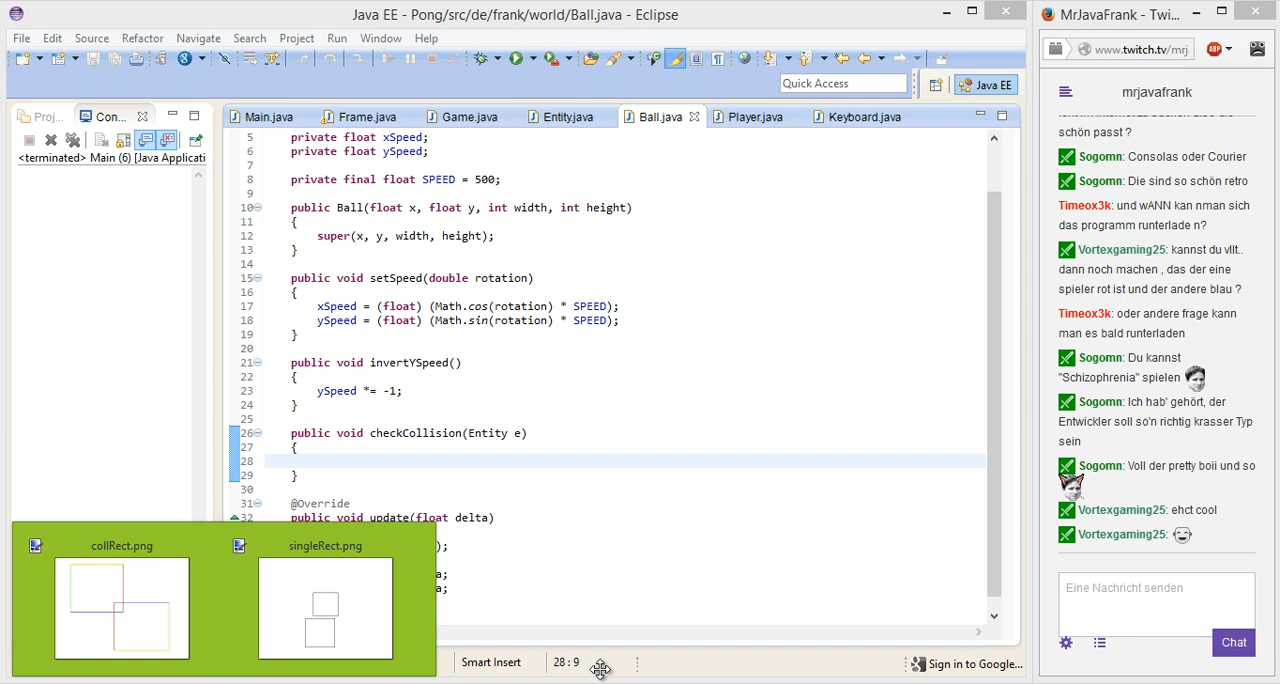 Java EE - Pong/src/de/frank/world/Ball.java - Eclipse
File Edit Source Refactor Navigate Search Project Run Window Help
Quick Access
Java EE
Proj...
Con...
<terminated> Main (6) [Java Applicati
Main.java
Frame.java
Game.java
Entity.java
Ball.java
Player.java
Keyboard.java
5 private float xSpeed;
6 private float ySpeed;
7
8 private final float SPEED = 500;
9
10 public Ball(float x, float y, int width, int height)
11 {
12 super(x, y, width, height);
13 }
14
15 public void setSpeed(double rotation)
16 {
17 xSpeed = (float) (Math.cos(rotation) * SPEED);
18 ySpeed = (float) (Math.sin(rotation) * SPEED);
19 }
20
21 public void invertYSpeed()
22 {
23 ySpeed *= -1;
24 }
25
26 public void checkCollision(Entity e)
27 {
28
29 }
30
31 @Override
32 public void update(float delta)
);
a;
a;
collRect.png
singleRect.png
Smart Insert
28 : 9
Sign in to Google...
MrJavaFrank - Twi...
www.twitch.tv/mrj
ABP
mrjavafrank
schön passt ?
Sogomn: Consolas oder Courier
Sogomn: Die sind so schön retro
Timeox3k: und wANN kan nman sich
das programm runterlade n?
Vortexgaming25: kannst du vllt..
dann noch machen , das der eine
spieler rot ist und der andere blau ?
Timeox3k: oder andere frage kann
man es bald runterladen
Sogomn: Du kannst
"Schizophrenia" spielen
Sogomn: Ich hab' gehört, der
Entwickler soll so'n richtig krasser Typ
sein
Sogomn: Voll der pretty boii und so
Vortexgaming25: ehct cool
Vortexgaming25:
Eine Nachricht senden
Chat